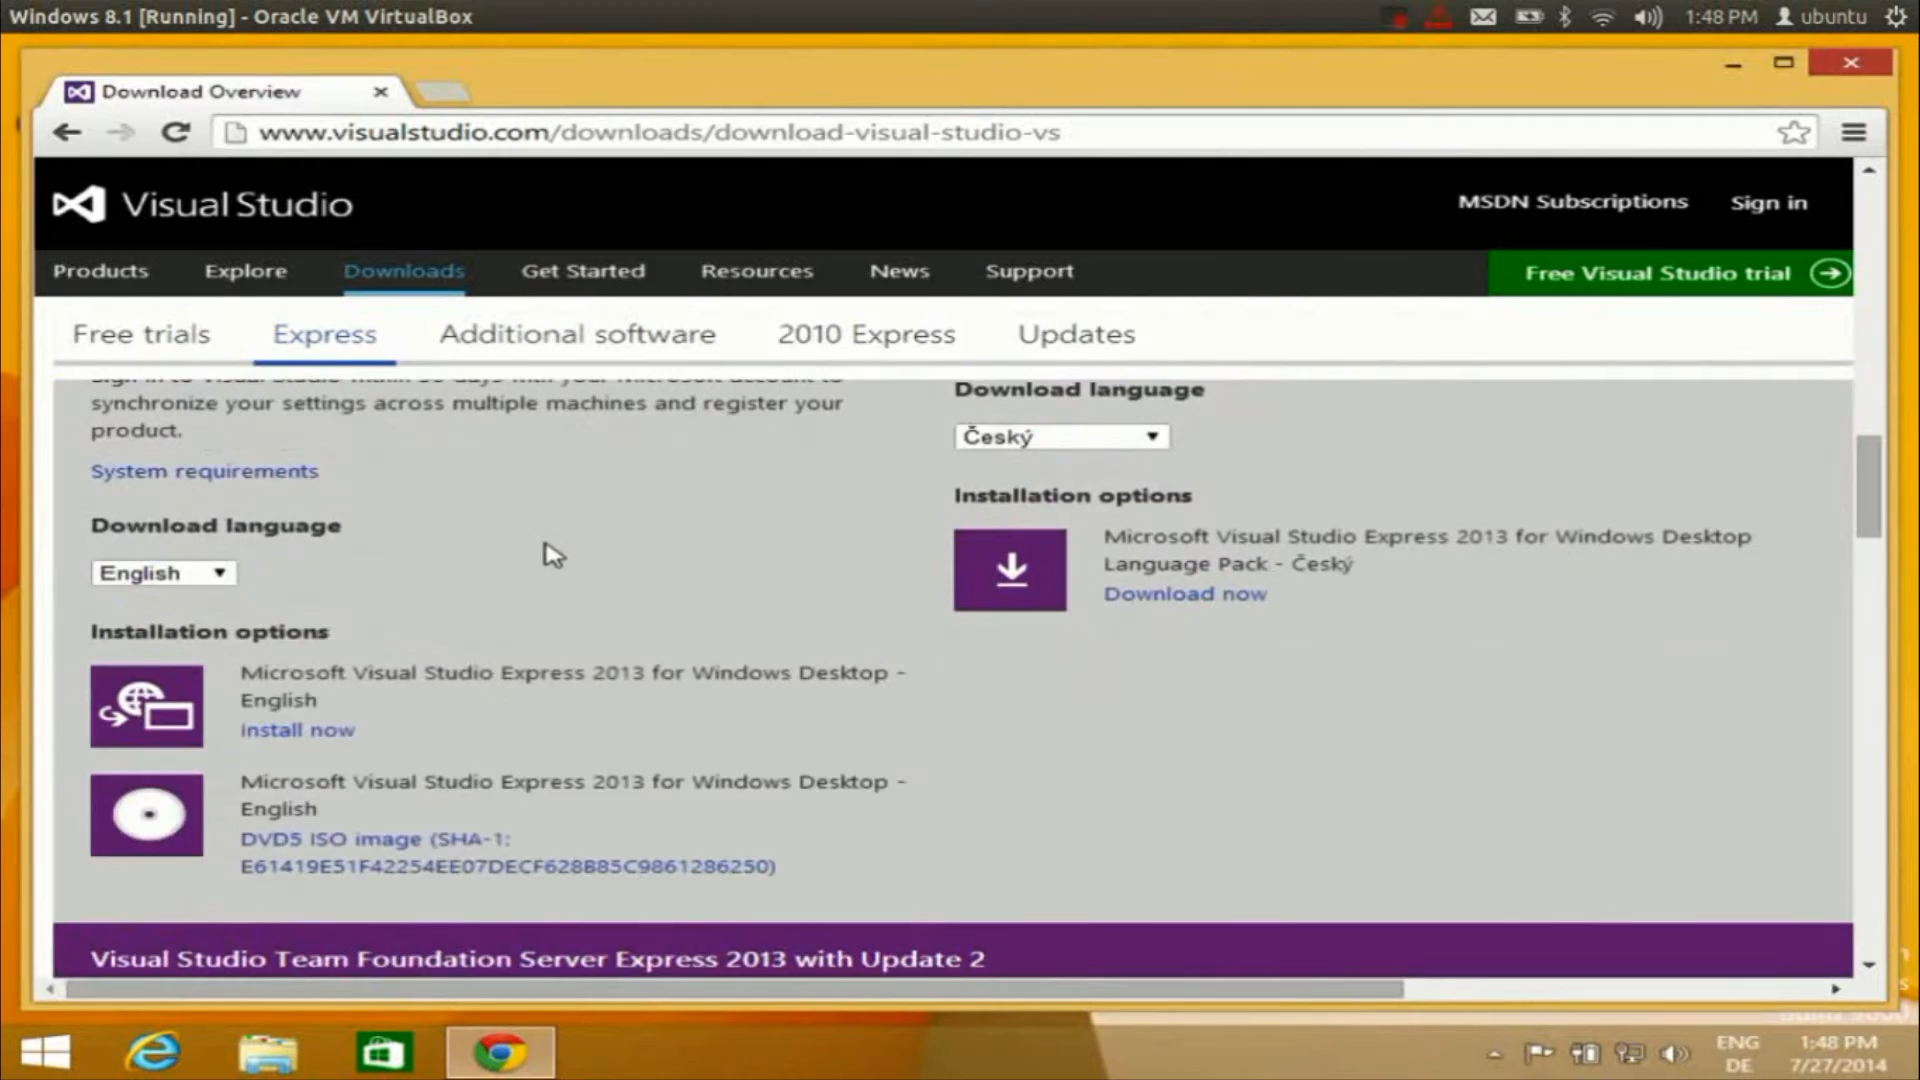 Windows 8.1 [Running] - Oracle VM VirtualBox
1:48 PM
ubuntu
Download Overview
www.visualstudio.com/downloads/download-visual-studio-vs
Visual Studio
MSDN Subscriptions
Sign in
Products
Explore
Downloads
Get Started
Resources
News
Support
Free Visual Studio trial
Free trials
Express
Additional software
2010 Express
Updates
synchronize your settings across multiple machines and register your
product.
System requirements
Download language
English
Installation options
Microsoft Visual Studio Express 2013 for Windows Desktop -
English
Install now
Microsoft Visual Studio Express 2013 for Windows Desktop -
English
DVD5 ISO image (SHA-1:
E61419E51F42254EE07DECF628B85C9861286250)
Download language
Český
Installation options
Microsoft Visual Studio Express 2013 for Windows Desktop
Language Pack - Český
Download now
Visual Studio Team Foundation Server Express 2013 with Update 2
ENG
DE
1:48 PM
7/27/2014